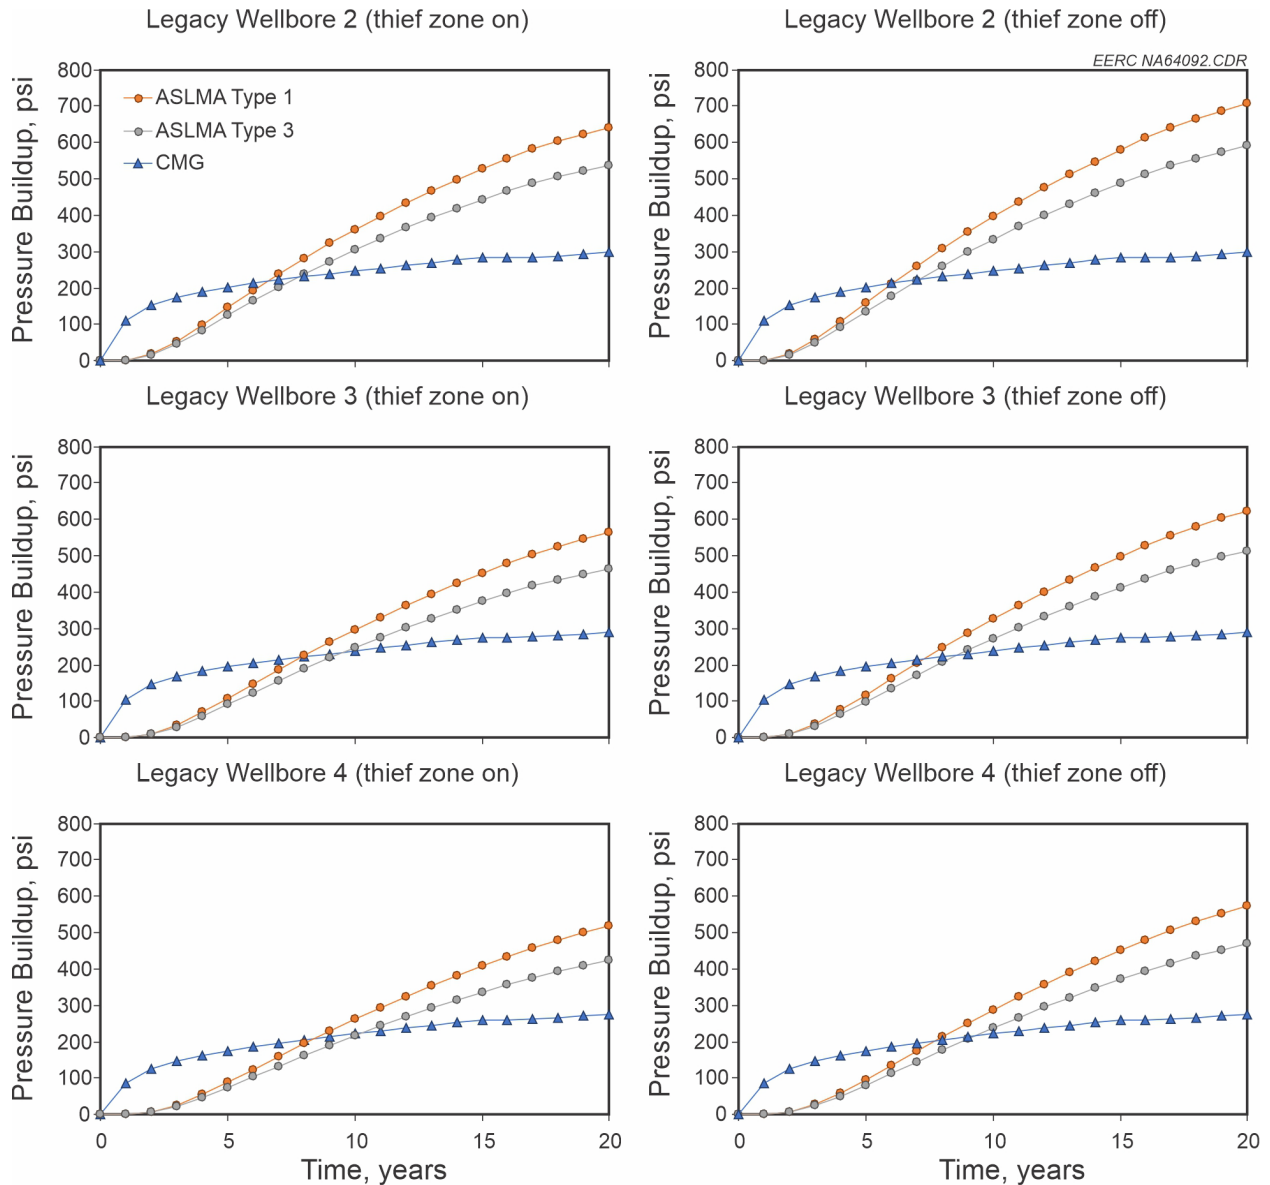 Legacy Wellbore 2 (thief zone on)
Legacy Wellbore 2 (thief zone off)
EERC NA64092.CDR
Pressure Buildup, psi
800
700
600
500
400
300
200
100
0
ASLMA Type 1
ASLMA Type 3
CMG
Pressure Buildup, psi
800
700
600
500
400
300
200
100
0
Legacy Wellbore 3 (thief zone on)
Legacy Wellbore 3 (thief zone off)
Pressure Buildup, psi
800
700
600
500
400
300
200
100
0
Pressure Buildup, psi
800
700
600
500
400
300
200
100
0
Legacy Wellbore 4 (thief zone on)
Legacy Wellbore 4 (thief zone off)
Pressure Buildup, psi
800
700
600
500
400
300
200
100
0
0 5 10 15 20
Time, years
Pressure Buildup, psi
800
700
600
500
400
300
200
100
0
0 5 10 15 20
Time, years